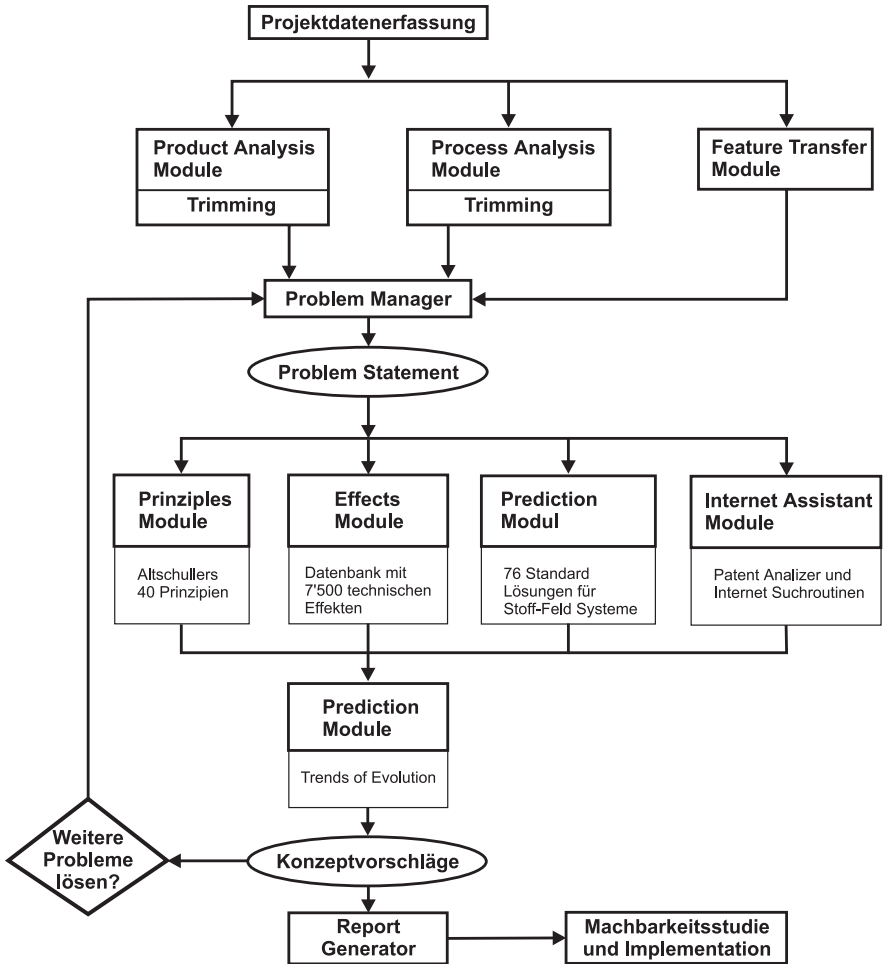 Projektdatenerfassung
Product Analysis
Module
Trimming
Process Analysis
Module
Trimming
Feature Transfer
Module
Problem Manager
Problem Statement
Prinziples
Module
Altschullers
40 Prinzipien
Effects
Module
Datenbank mit
7'500 technischen
Effekten
Prediction
Modul
76 Standard
Lösungen für
Stoff-Feld Systeme
Internet Assistant
Module
Patent Analizer und
Internet Suchroutinen
Prediction
Module
Trends of Evolution
Weitere
Probleme
lösen?
Konzeptvorschläge
Report
Generator
Machbarkeitsstudie
und Implementation